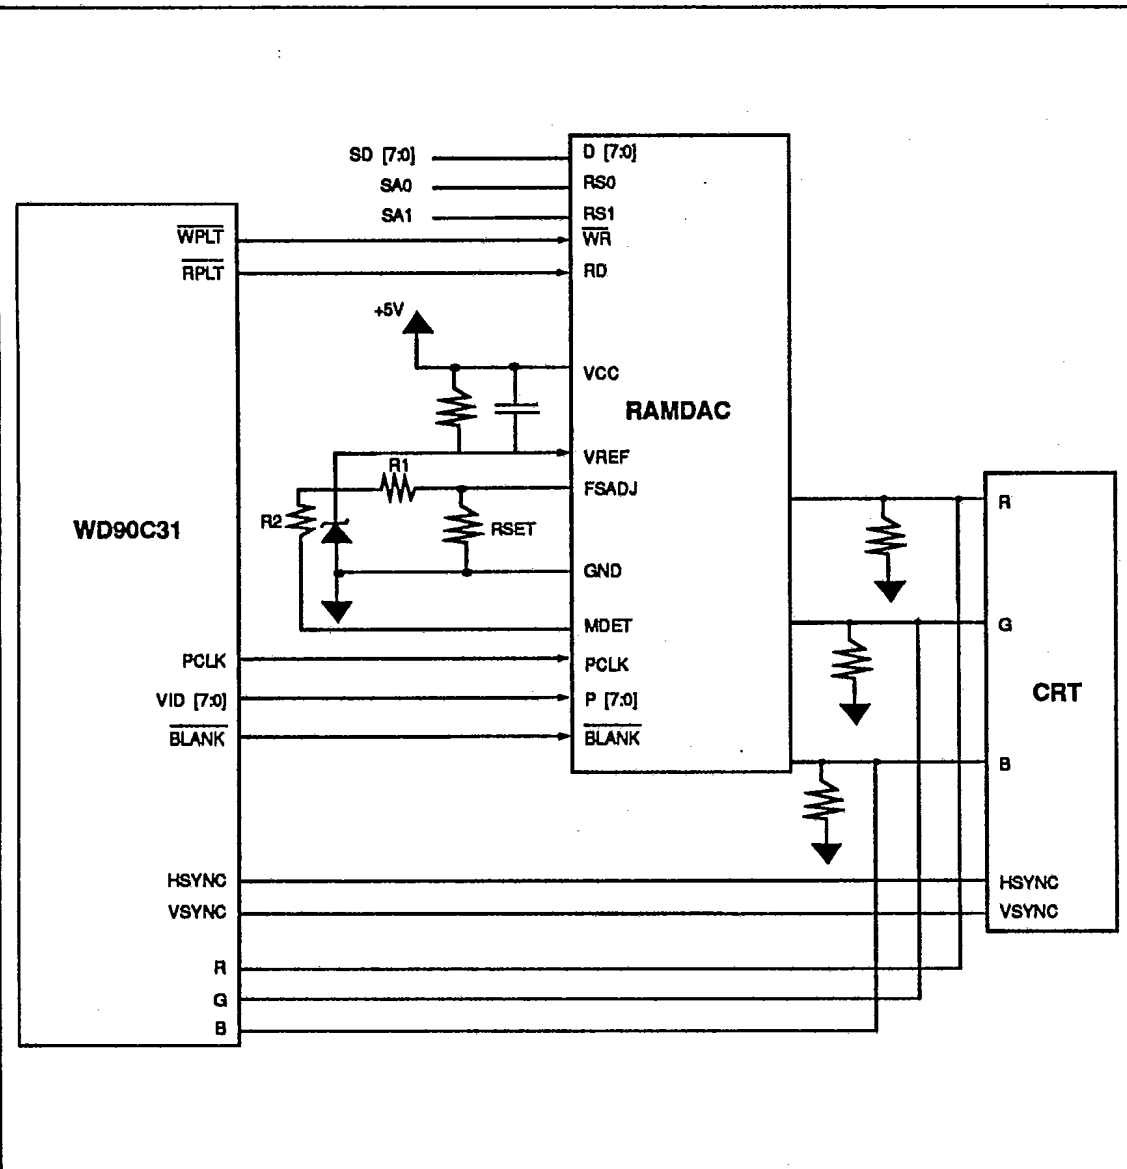 SD [7:0]
SA0
SA1
D [7:0]
RS0
RS1
WR
RD
WPLT
RPLT
+5V
VCC
RAMDAC
VREF
R1
FSADJ
R2
RSET
WD90C31
GND
MDET
PCLK
PCLK
VID [7:0]
P [7:0]
BLANK
BLANK
R
G
CRT
B
HSYNC
HSYNC
VSYNC
VSYNC
R
G
B